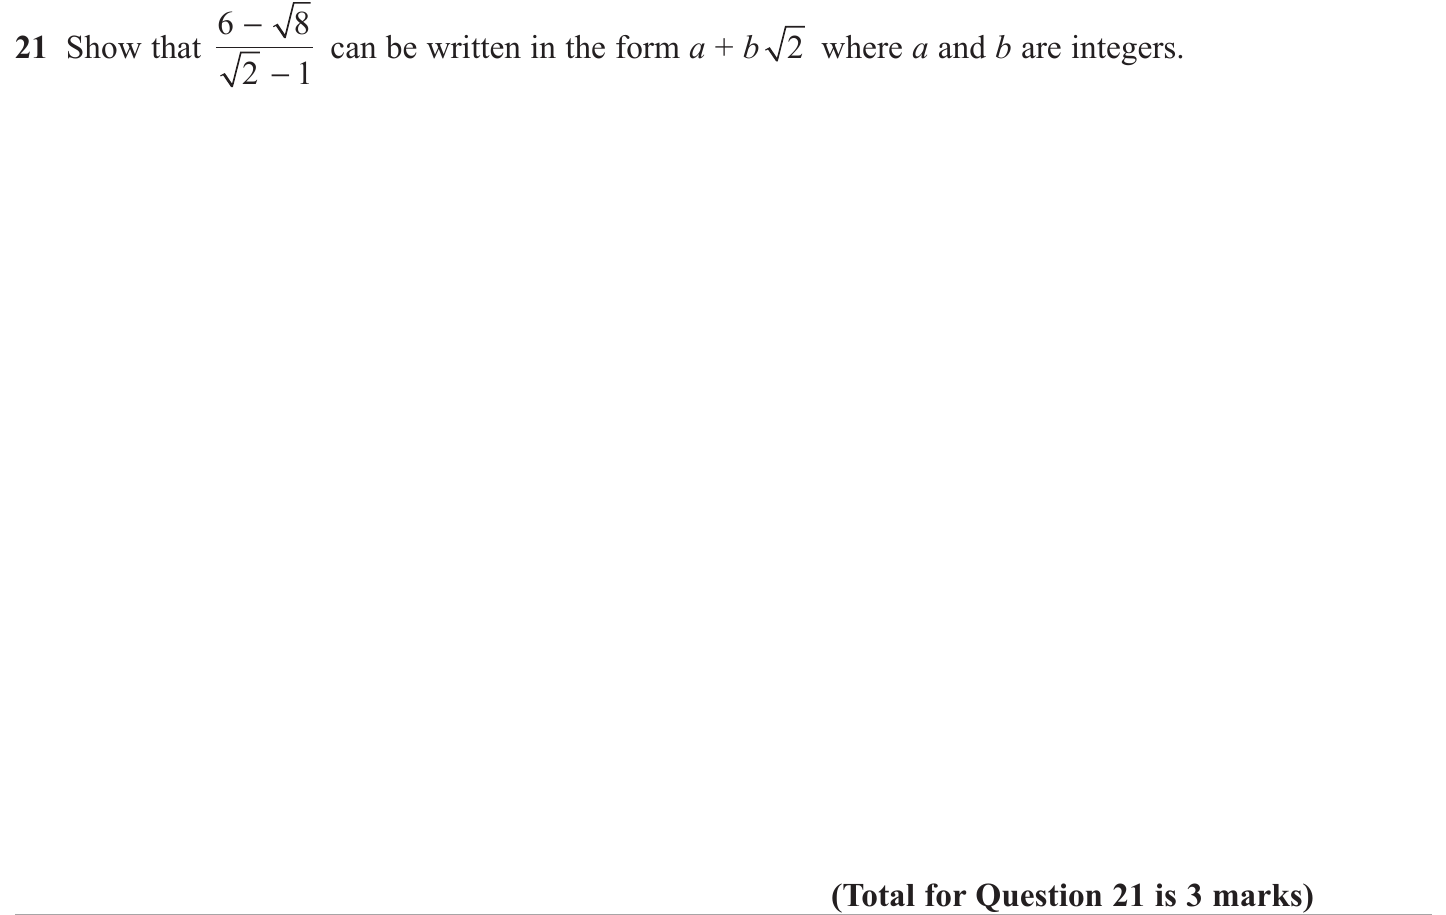 21 Show that \frac{6 - \sqrt{8}}{\sqrt{2} - 1} can be written in the form a + b\sqrt{2} where a and b are integers.
(Total for Question 21 is 3 marks)